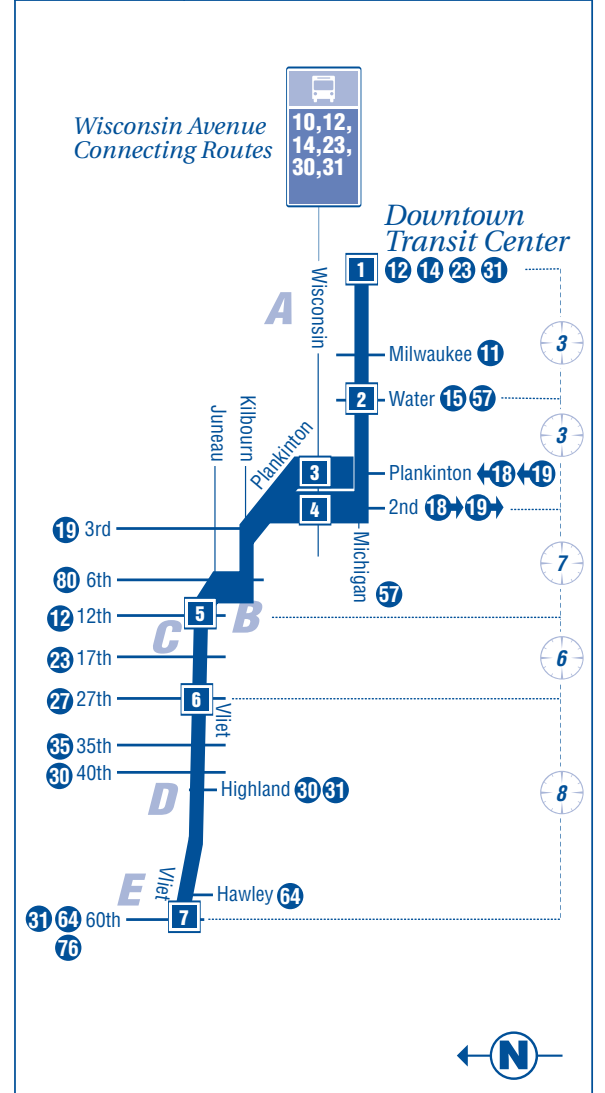 10,12,
14,23,
30,31
Wisconsin Avenue
Connecting Routes
Downtown
Transit Center
1 12 14 23 31
Wisconsin
A
3
Milwaukee 11
2 Water 15 57
3
Kilbourn
Juneau
Plankinton
3
Plankinton 18 19
4
2nd 18 19
19 3rd
Michigan
57
7
80 6th
B
12 12th
5
C
23 17th
6
27 27th
6
Vliet
35 35th
30 40th
Highland 30 31
D
8
Vliet
E
Hawley 64
31 64 60th
7
76
N